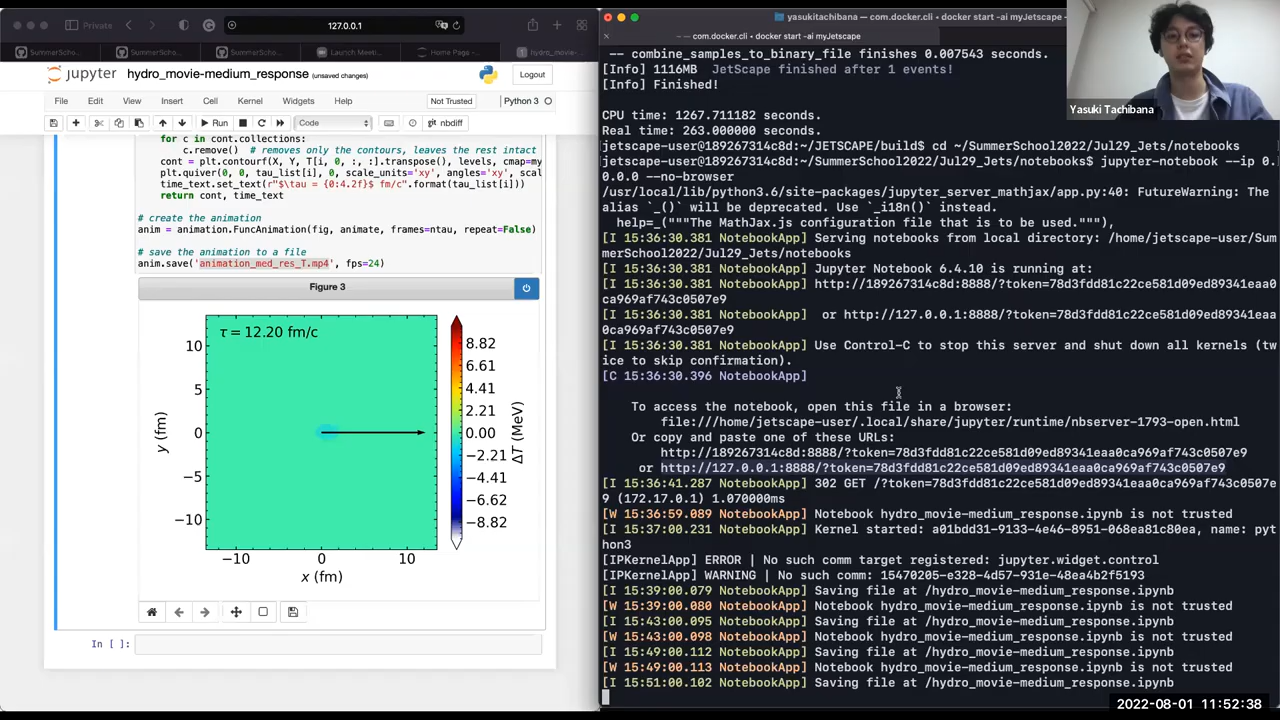 Private
127.0.0.1
SummerScho...
SummerScho...
SummerScho...
Launch Meeti...
Home Page -...
hydro_movie-...
jupyter hydro_movie-medium_response (unsaved changes)
Logout
File Edit View Insert Cell Kernel Widgets Help Not Trusted Python 3
Run Code nbdiff
for c in cont.collections:
c.remove() # removes only the contours, leaves the rest intact
cont = plt.contourf(X, Y, T[i, 0, :, :].transpose(), levels, cmap=my
plt.quiver(0, 0, tau_list[i], 0, scale_units='xy', angles='xy', scal
time_text.set_text(r"$\tau = {0:4.2f}$ fm/c".format(tau_list[i]))
return cont, time_text
# create the animation
anim = animation.FuncAnimation(fig, animate, frames=ntau, repeat=False)
# save the animation to a file
anim.save('animation_med_res_T.mp4', fps=24)
Figure 3
τ = 12.20 fm/c
10
5
0
−5
−10
y (fm)
−10 0 10
x (fm)
8.82
6.61
4.41
2.21
0.00
−2.21
−4.41
−6.62
−8.82
ΔT (MeV)
In [ ]:
yasukitachibana — com.docker.cli ‹ docker start -ai myJetscape —
— com.docker.cli ‹ docker start -ai myJetscape
-- combine_samples_to_binary_file finishes 0.007543 seconds.
[Info] 1116MB  JetScape finished after 1 events!
[Info] Finished!
CPU time: 1267.711182 seconds.
Real time: 263.000000 seconds.
[jetscape-user@189267314c8d:~/JETSCAPE/build$ cd ~/SummerSchool2022/Jul29_Jets/notebooks
[jetscape-user@189267314c8d:~/SummerSchool2022/Jul29_Jets/notebooks$ jupyter-notebook --ip 0.
0.0.0 --no-browser
/usr/local/lib/python3.6/site-packages/jupyter_server_mathjax/app.py:40: FutureWarning: The
alias `_()` will be deprecated. Use `_i18n()` instead.
help=_("""The MathJax.js configuration file that is to be used."""),
[I 15:36:30.381 NotebookApp] Serving notebooks from local directory: /home/jetscape-user/Sum
merSchool2022/Jul29_Jets/notebooks
[I 15:36:30.381 NotebookApp] Jupyter Notebook 6.4.10 is running at:
[I 15:36:30.381 NotebookApp] http://189267314c8d:8888/?token=78d3fdd81c22ce581d09ed89341eaa0
ca969af743c0507e9
[I 15:36:30.381 NotebookApp]  or http://127.0.0.1:8888/?token=78d3fdd81c22ce581d09ed89341eaa
0ca969af743c0507e9
[I 15:36:30.381 NotebookApp] Use Control-C to stop this server and shut down all kernels (tw
ice to skip confirmation).
[C 15:36:30.396 NotebookApp]
To access the notebook, open this file in a browser:
file:///home/jetscape-user/.local/share/jupyter/runtime/nbserver-1793-open.html
Or copy and paste one of these URLs:
http://189267314c8d:8888/?token=78d3fdd81c22ce581d09ed89341eaa0ca969af743c0507e9
or http://127.0.0.1:8888/?token=78d3fdd81c22ce581d09ed89341eaa0ca969af743c0507e9
[I 15:36:41.287 NotebookApp] 302 GET /?token=78d3fdd81c22ce581d09ed89341eaa0ca969af743c0507e
9 (172.17.0.1) 1.070000ms
[W 15:36:59.089 NotebookApp] Notebook hydro_movie-medium_response.ipynb is not trusted
[I 15:37:00.231 NotebookApp] Kernel started: a01bdd31-9133-4e46-8951-068ea81c80ea, name: pyt
hon3
[IPKernelApp] ERROR | No such comm target registered: jupyter.widget.control
[IPKernelApp] WARNING | No such comm: 15470205-e328-4d57-931e-48ea4b2f5193
[I 15:39:00.079 NotebookApp] Saving file at /hydro_movie-medium_response.ipynb
[W 15:39:00.080 NotebookApp] Notebook hydro_movie-medium_response.ipynb is not trusted
[I 15:43:00.095 NotebookApp] Saving file at /hydro_movie-medium_response.ipynb
[W 15:43:00.098 NotebookApp] Notebook hydro_movie-medium_response.ipynb is not trusted
[I 15:49:00.112 NotebookApp] Saving file at /hydro_movie-medium_response.ipynb
[W 15:49:00.113 NotebookApp] Notebook hydro_movie-medium_response.ipynb is not trusted
[I 15:51:00.102 NotebookApp] Saving file at /hydro_movie-medium_response.ipynb
Yasuki Tachibana
2022-08-01 11:52:38